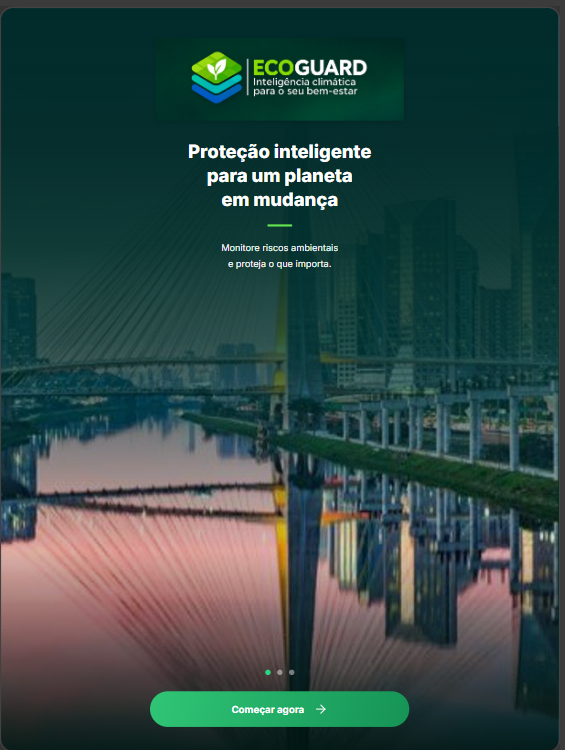 ECOGUARD
Inteligência climática
para o seu bem-estar
Proteção inteligente
para um planeta
em mudança
Monitore riscos ambientais
e proteja o que importa.
Começar agora